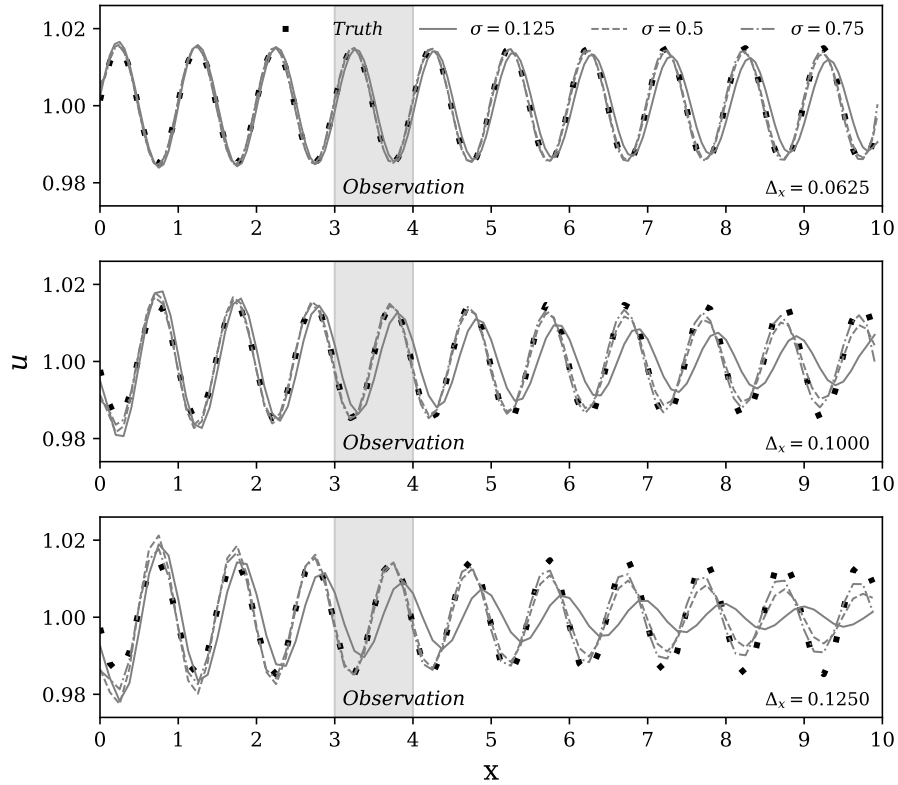 1.02
1.00
0.98
Truth σ = 0.125 σ = 0.5 σ = 0.75
Observation
Δₓ = 0.0625
0 1 2 3 4 5 6 7 8 9 10
u
1.02
1.00
0.98
Observation
Δₓ = 0.1000
0 1 2 3 4 5 6 7 8 9 10
1.02
1.00
0.98
Observation
Δₓ = 0.1250
0 1 2 3 4 5 6 7 8 9 10
x